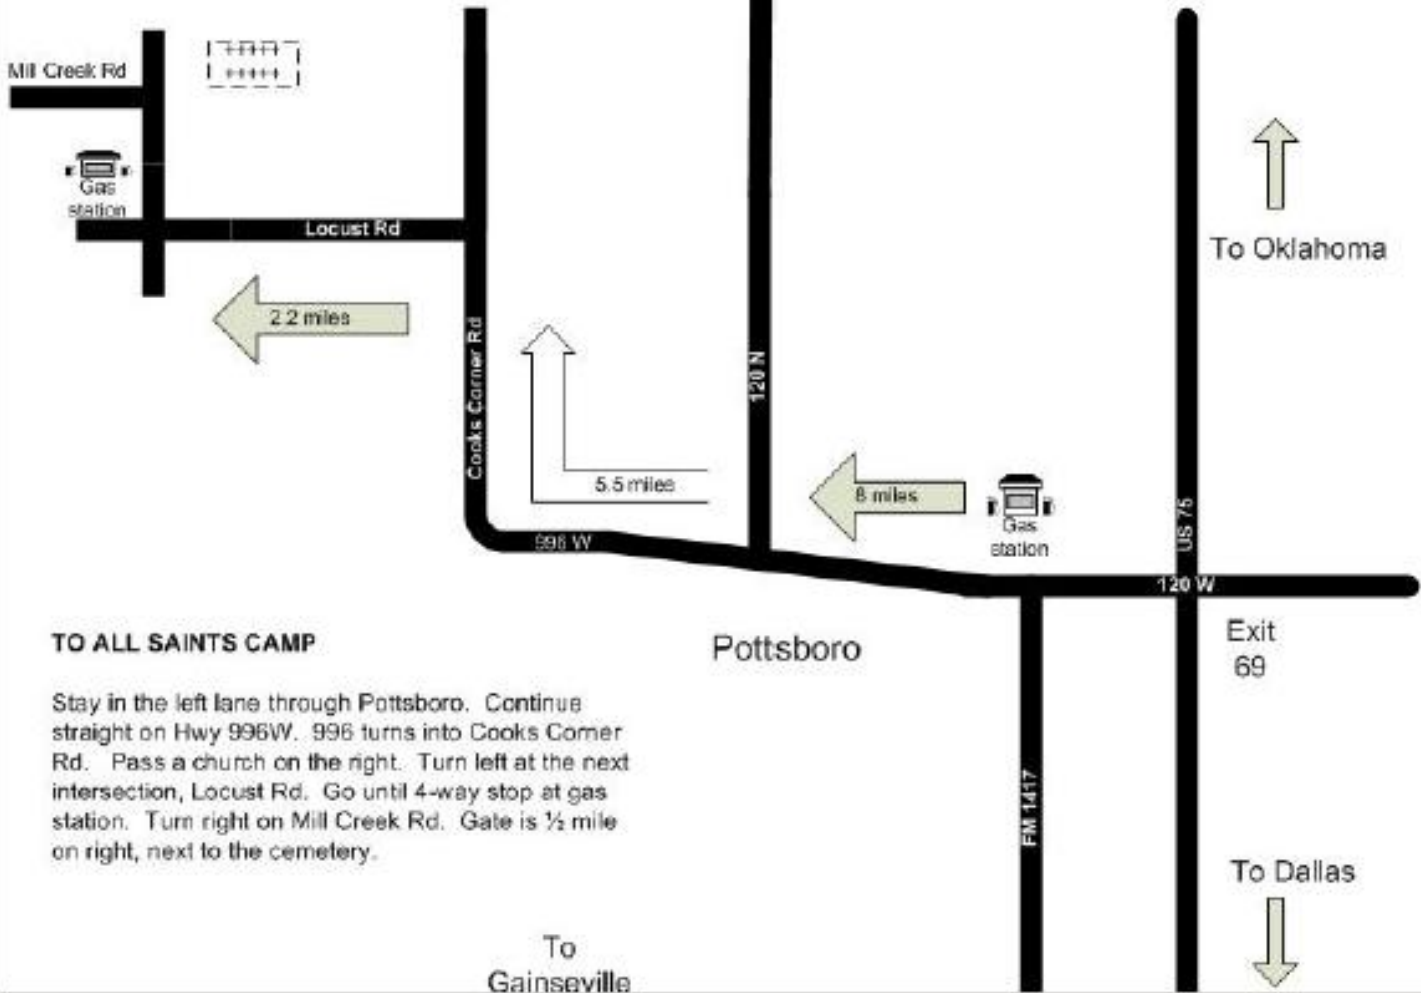 Mill Creek Rd
Gas
station
Locust Rd
2.2 miles
Cooks Corner Rd
5.5 miles
996 W
120 N
8 miles
Gas
station
US 75
120 W
To Oklahoma
Exit
69
Pottsboro
FM 1417
To Dallas
TO ALL SAINTS CAMP
Stay in the left lane through Pottsboro. Continue
straight on Hwy 996W. 996 turns into Cooks Corner
Rd. Pass a church on the right. Turn left at the next
intersection, Locust Rd. Go until 4-way stop at gas
station. Turn right on Mill Creek Rd. Gate is ½ mile
on right, next to the cemetery.
To
Gainseville